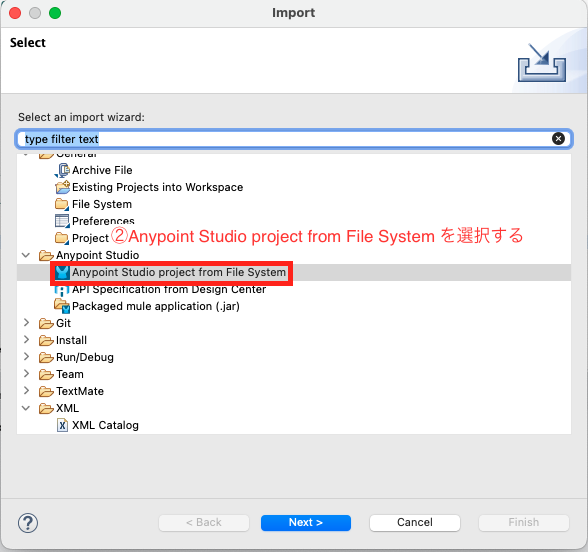 Import
Select
Select an import wizard:
type filter text
General
Archive File
Existing Projects into Workspace
File System
Preferences
Project
②Anypoint Studio project from File System を選択する
Anypoint Studio
Anypoint Studio project from File System
API Specification from Design Center
Packaged mule application (.jar)
Git
Install
Run/Debug
Team
TextMate
XML
XML Catalog
?
< Back
Next >
Cancel
Finish